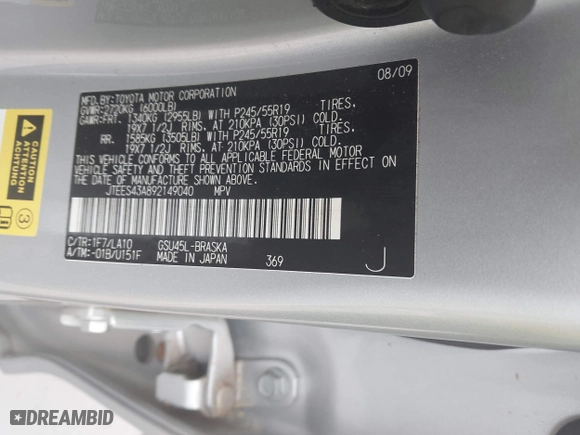 MFD. BY: TOYOTA MOTOR CORPORATION 08/09
GVWR: 2720KG (6000LB)
GAWR: FRT. 1340KG (2955LB) WITH P245/55R19 TIRES,
19X7 1/2J RIMS, AT 210KPA (30PSI) COLD.
RR. 1585KG (3505LB) WITH P245/55R19 TIRES,
19X7 1/2J RIMS, AT 210KPA (30PSI) COLD.
THIS VEHICLE CONFORMS TO ALL APPLICABLE FEDERAL MOTOR
VEHICLE SAFETY AND THEFT PREVENTION STANDARDS IN EFFECT ON
THE DATE OF MANUFACTURE SHOWN ABOVE.
JTEES43A892149040 MPV
C/TR: 1F7/LA10 GSU45L-BRASKA
A/TM: -01B/U151F MADE IN JAPAN 369 J
3
DREAMBID